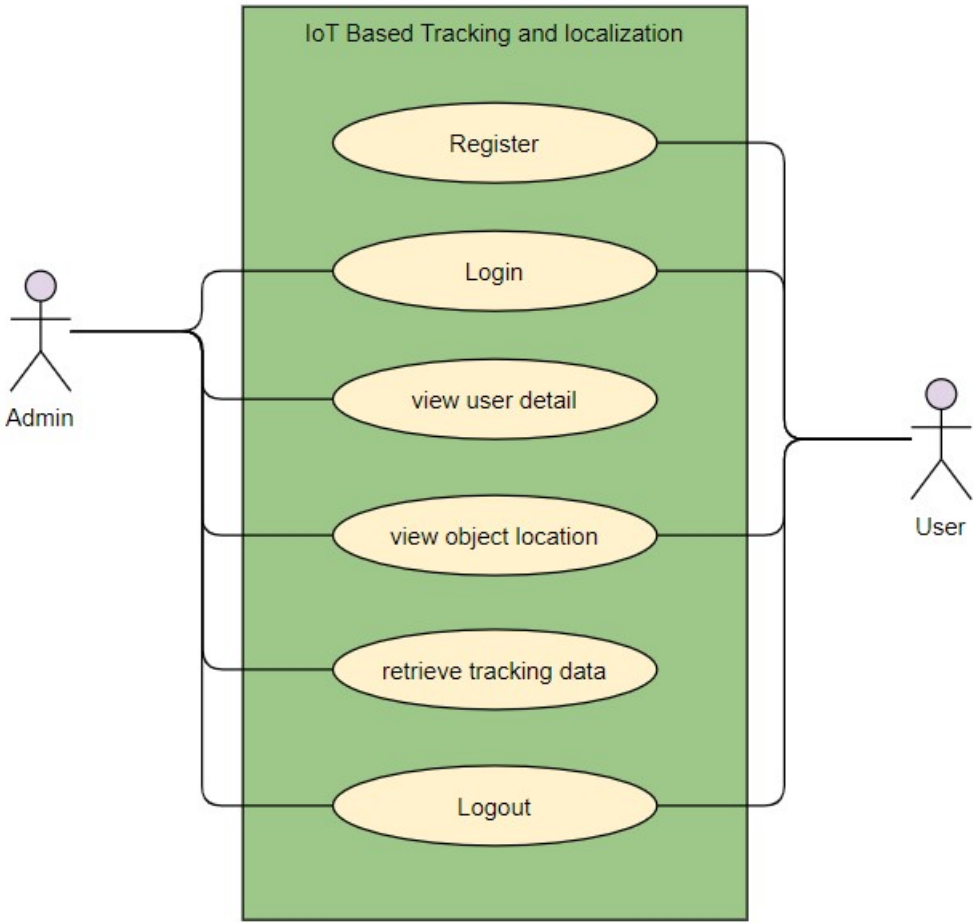 IoT Based Tracking and localization
Register
Login
view user detail
Admin
view object location
User
retrieve tracking data
Logout